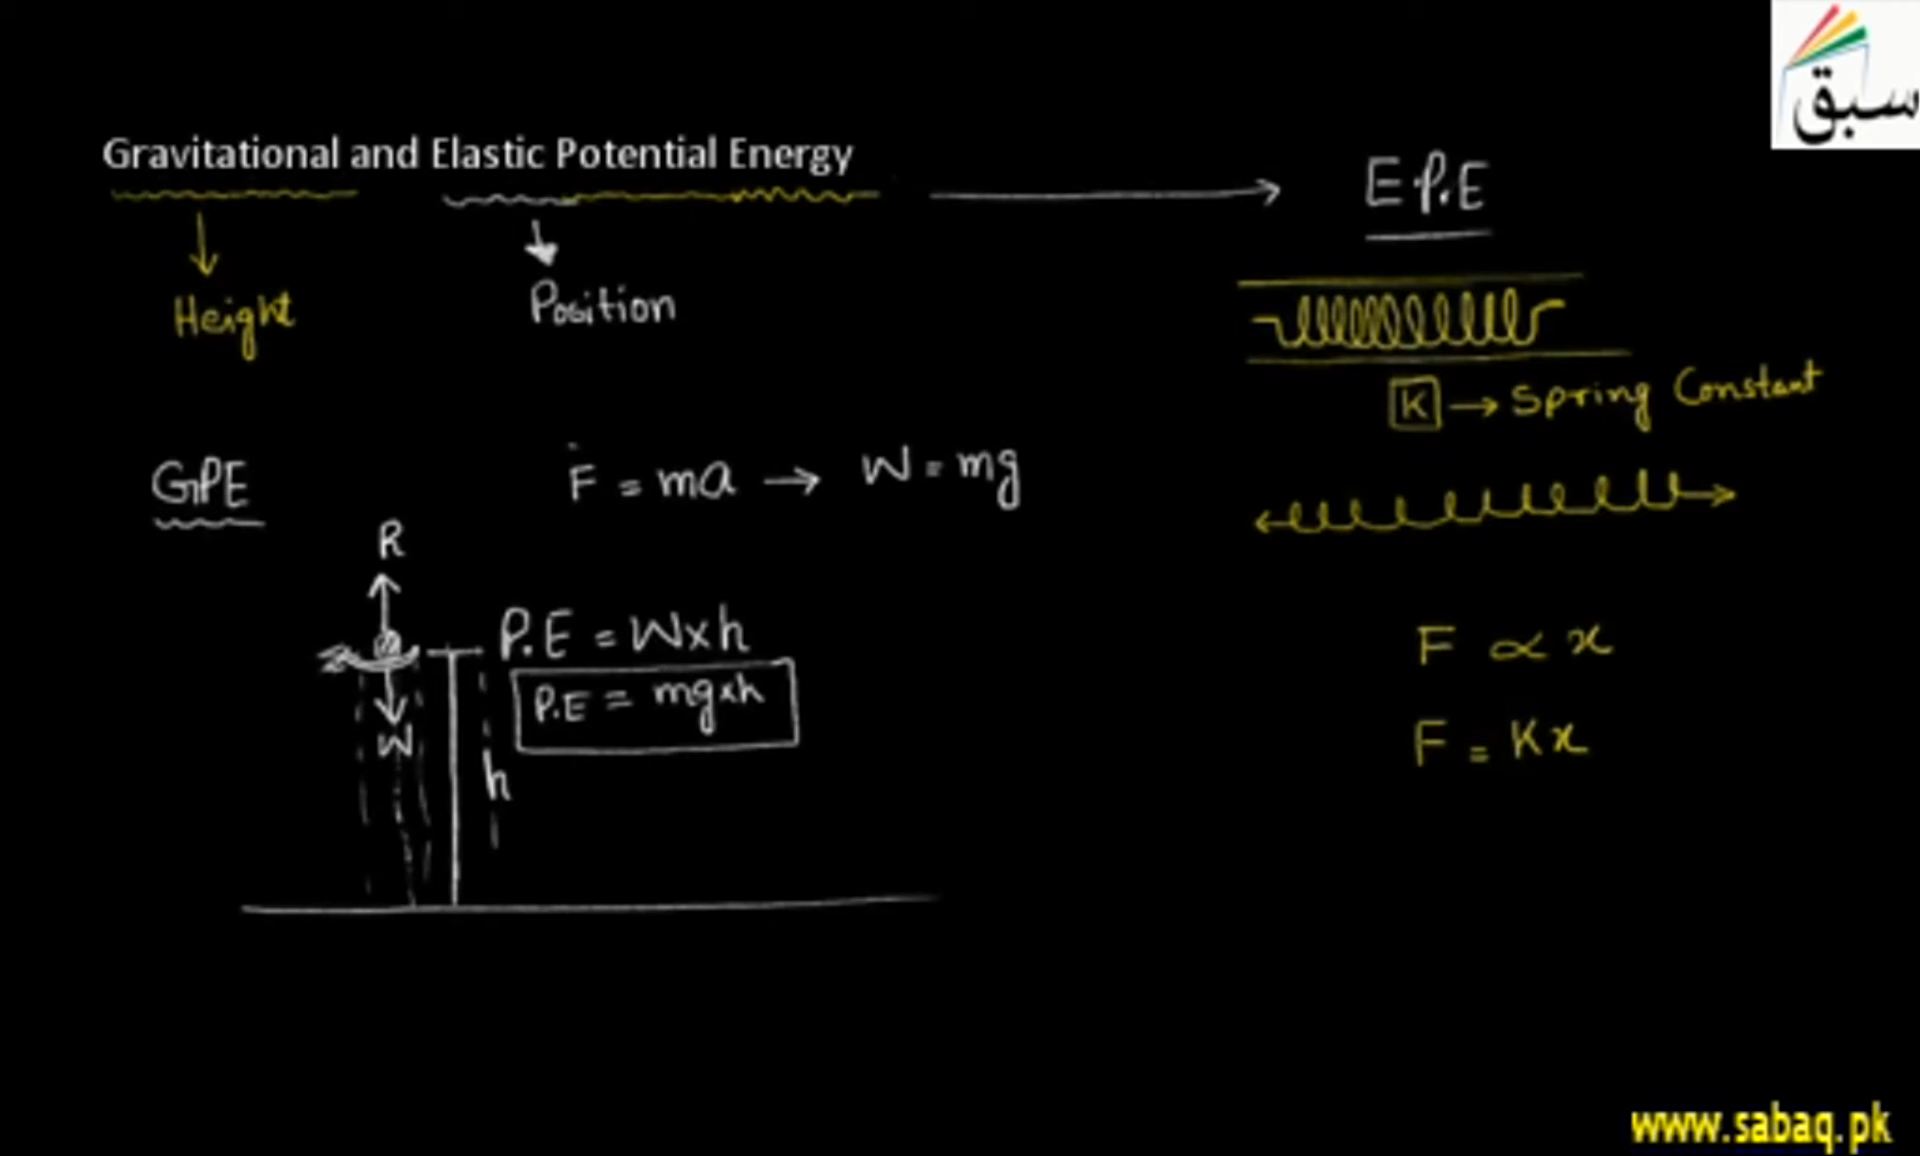 سبق
Gravitational and Elastic Potential Energy
E P.E
Height
Position
K → Spring Constant
GPE
F = ma → W = mg
R
P.E = W×h
P.E = mg×h
W
h
F ∝ x
F = Kx
www.sabaq.pk